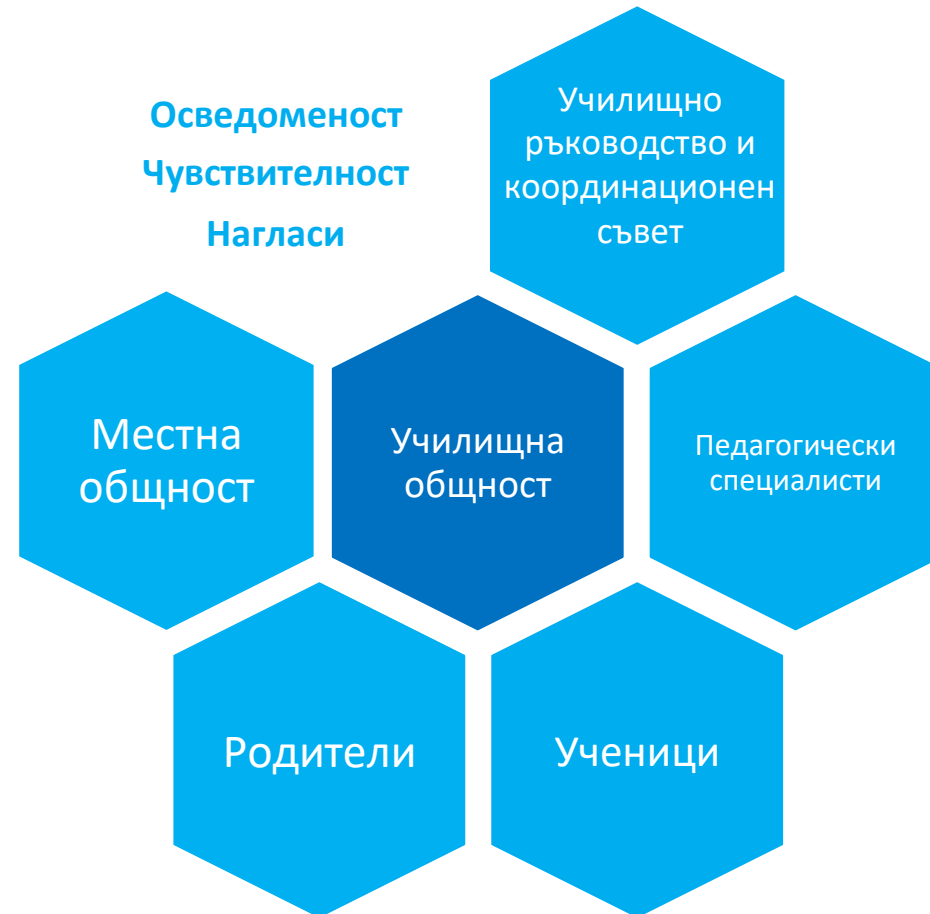 Осведоменост
Чувствителност
Нагласи
Училищно
ръководство и
координационен
съвет
Местна
общност
Училищна
общност
Педагогически
специалисти
Родители
Ученици